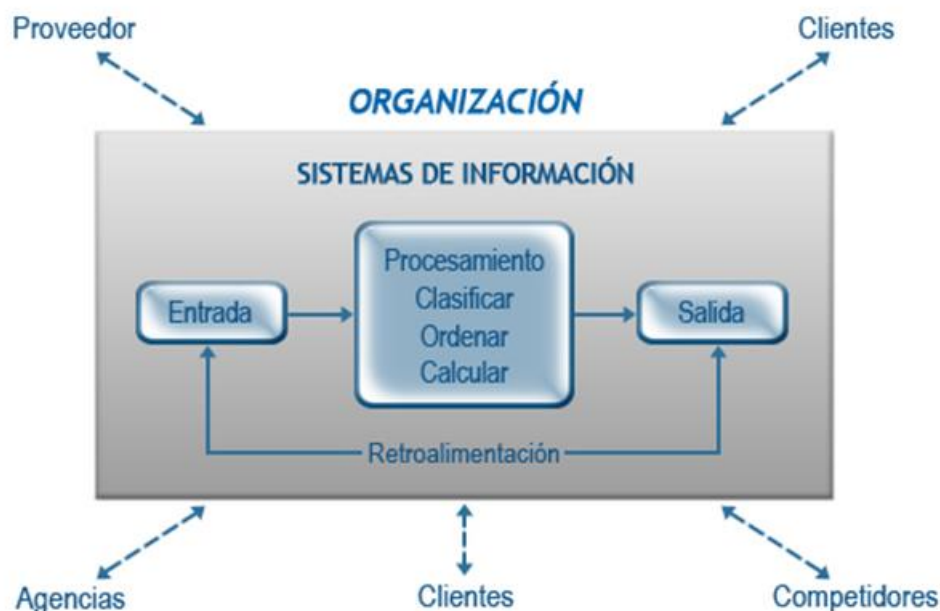 Proveedor
Clientes
ORGANIZACIÓN
SISTEMAS DE INFORMACIÓN
Entrada
Procesamiento
Clasificar
Ordenar
Calcular
Salida
Retroalimentación
Agencias
Clientes
Competidores